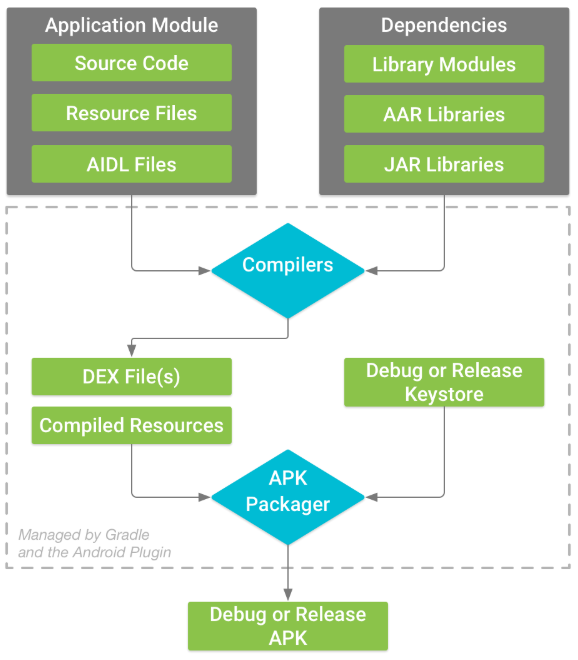 Application Module
Source Code
Resource Files
AIDL Files
Dependencies
Library Modules
AAR Libraries
JAR Libraries
Compilers
DEX File(s)
Compiled Resources
Debug or Release
Keystore
APK
Packager
Managed by Gradle
and the Android Plugin
Debug or Release
APK